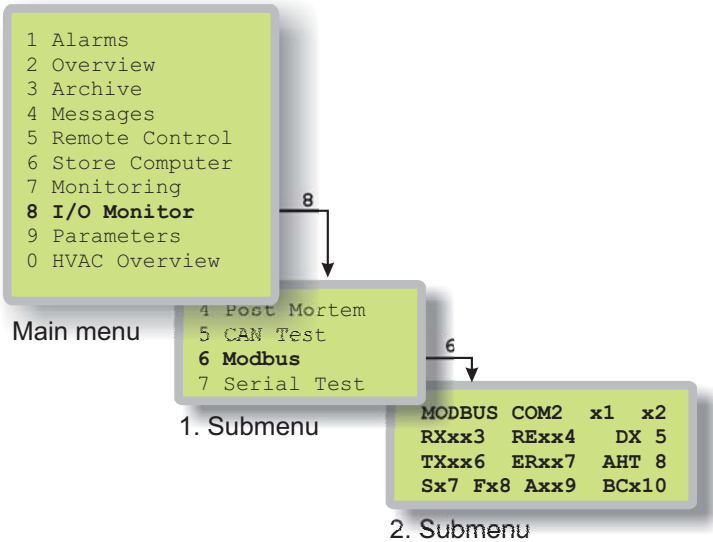 1 Alarms
2 Overview
3 Archive
4 Messages
5 Remote Control
6 Store Computer
7 Monitoring
8 I/O Monitor
9 Parameters
0 HVAC Overview
8
Main menu
4 Post Mortem
5 CAN Test
6 Modbus
7 Serial Test
6
1. Submenu
MODBUS COM2 x1 x2
RXxx3 RExx4 DX 5
TXxx6 ERxx7 AHT 8
Sx7 Fx8 Axx9 BCx10
2. Submenu